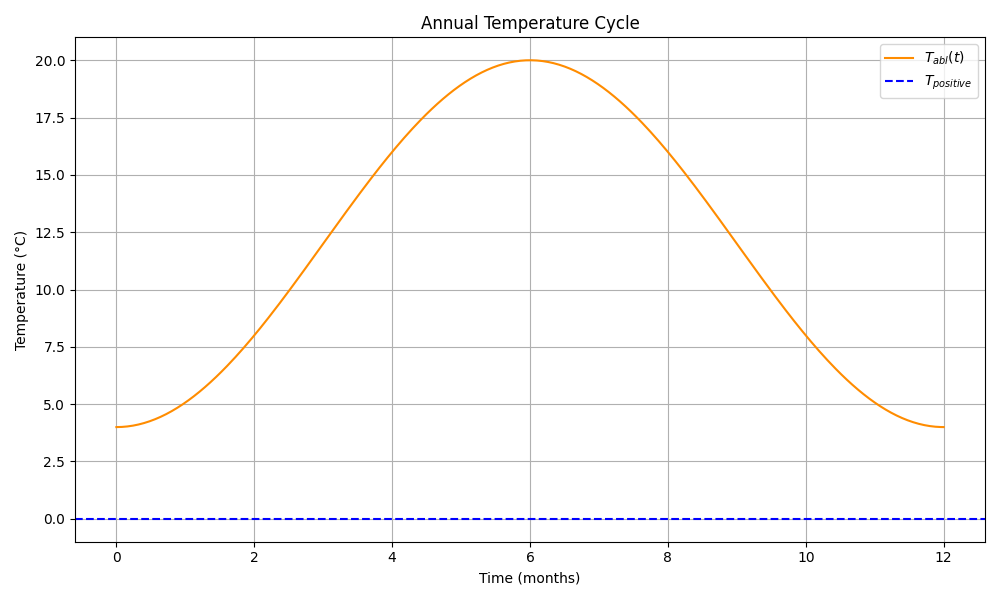 Annual Temperature Cycle
T_abl(t)
T_positive
Temperature (°C)
20.0
17.5
15.0
12.5
10.0
7.5
5.0
2.5
0.0
0 2 4 6 8 10 12
Time (months)